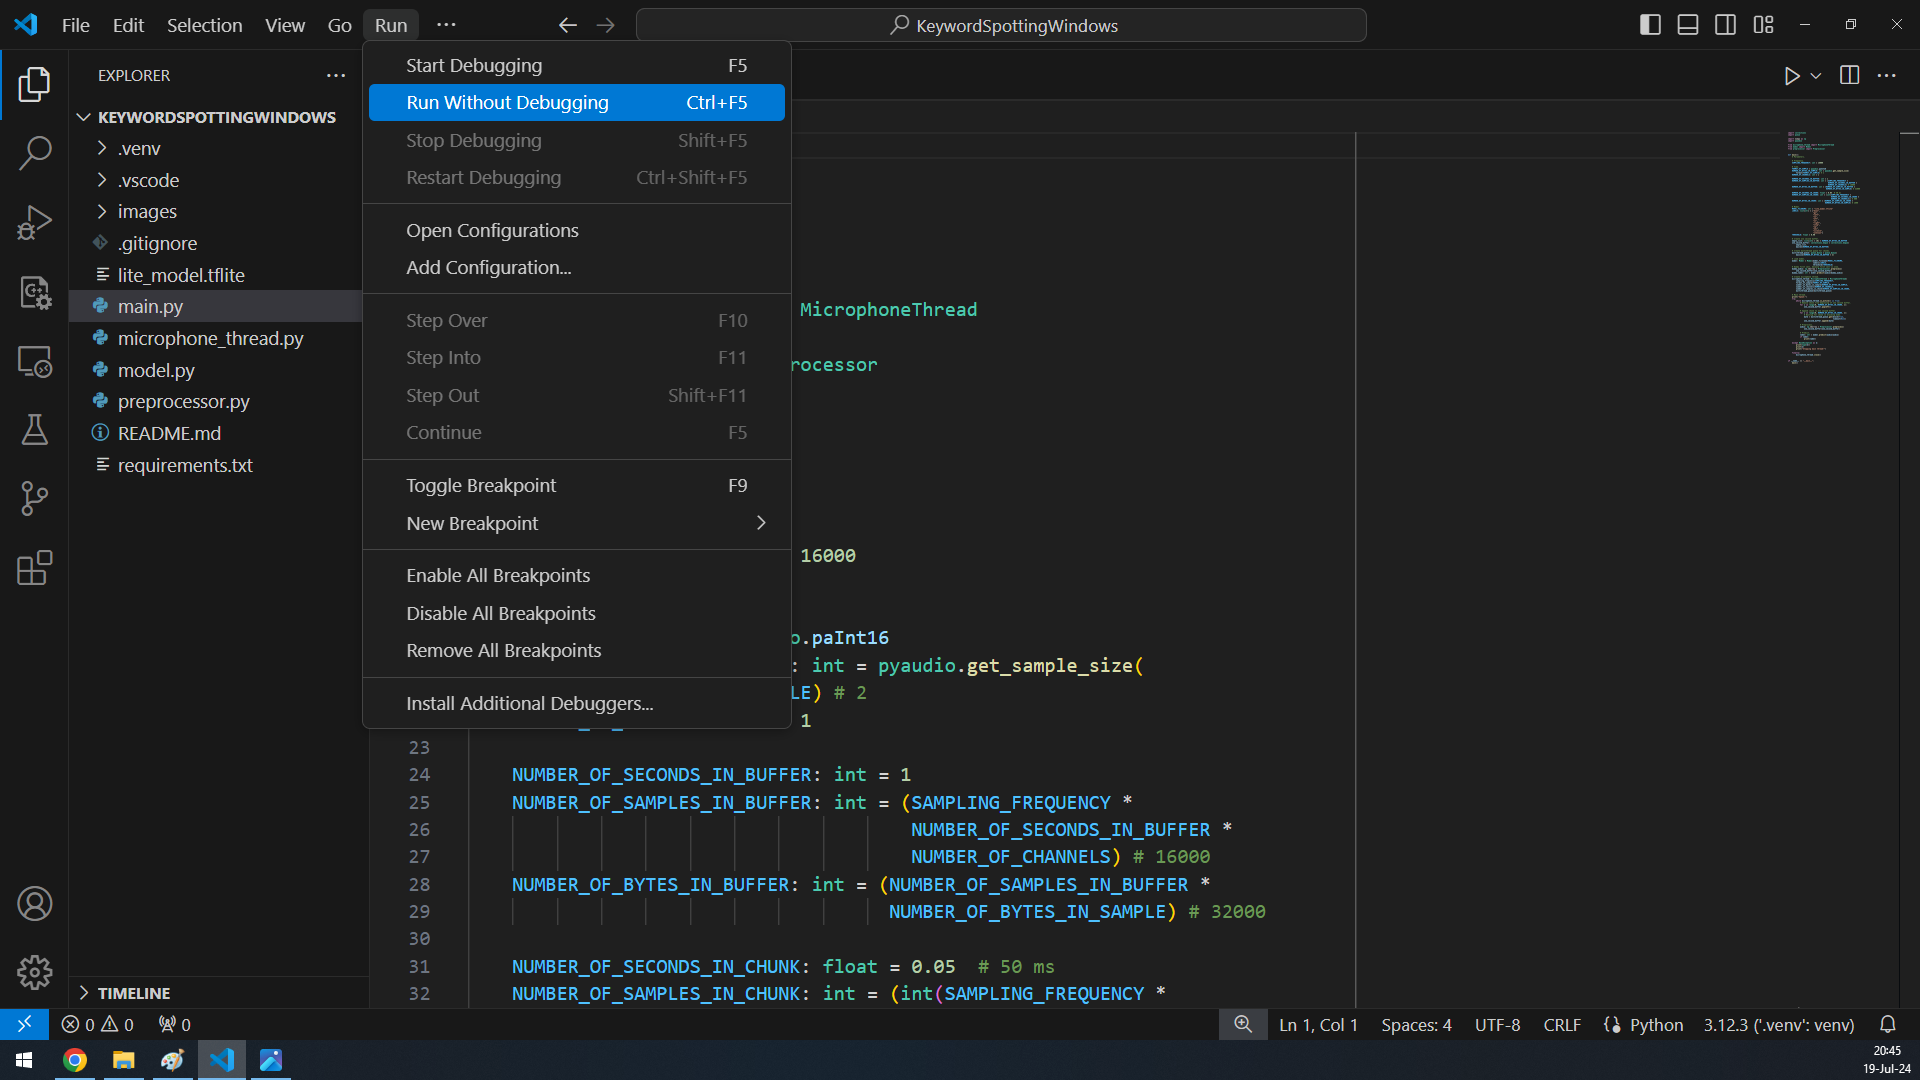 File Edit Selection View Go Run ...
KeywordSpottingWindows
EXPLORER
KEYWORDSPOTTINGWINDOWS
.venv
.vscode
images
.gitignore
lite_model.tflite
main.py
microphone_thread.py
model.py
preprocessor.py
README.md
requirements.txt
TIMELINE
Start Debugging F5
Run Without Debugging Ctrl+F5
Stop Debugging Shift+F5
Restart Debugging Ctrl+Shift+F5
Open Configurations
Add Configuration...
Step Over F10
Step Into F11
Step Out Shift+F11
Continue F5
Toggle Breakpoint F9
New Breakpoint
Enable All Breakpoints
Disable All Breakpoints
Remove All Breakpoints
Install Additional Debuggers...
MicrophoneThread
rocessor
16000
o.paInt16
: int = pyaudio.get_sample_size(
LE) # 2
1
23
24 NUMBER_OF_SECONDS_IN_BUFFER: int = 1
25 NUMBER_OF_SAMPLES_IN_BUFFER: int = (SAMPLING_FREQUENCY *
26 NUMBER_OF_SECONDS_IN_BUFFER *
27 NUMBER_OF_CHANNELS) # 16000
28 NUMBER_OF_BYTES_IN_BUFFER: int = (NUMBER_OF_SAMPLES_IN_BUFFER *
29 NUMBER_OF_BYTES_IN_SAMPLE) # 32000
30
31 NUMBER_OF_SECONDS_IN_CHUNK: float = 0.05 # 50 ms
32 NUMBER_OF_SAMPLES_IN_CHUNK: int = (int(SAMPLING_FREQUENCY *
0 0 0 Ln 1, Col 1 Spaces: 4 UTF-8 CRLF Python 3.12.3 ('.venv': venv)
20:45
19-Jul-24